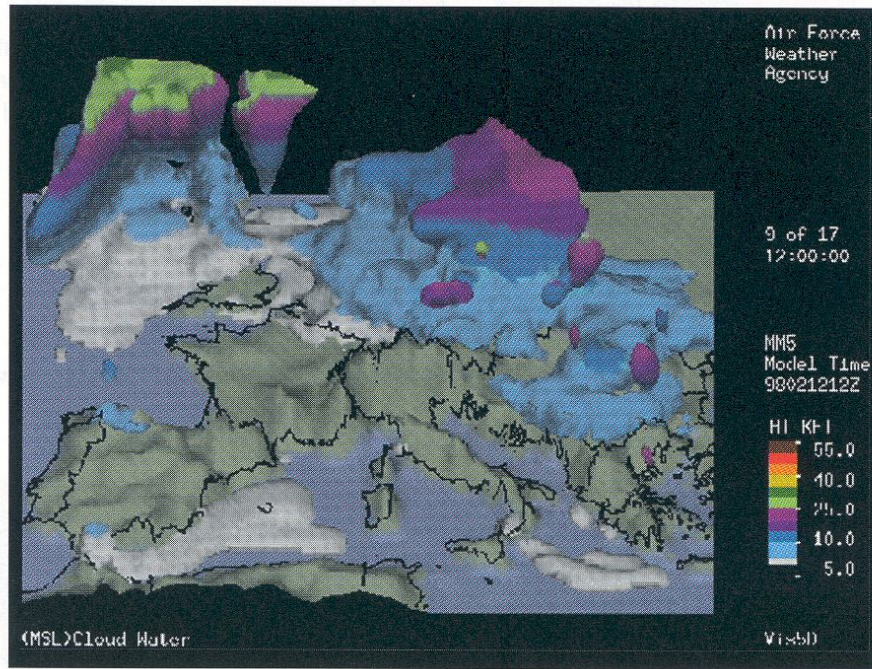 Air Force
Weather
Agency
9 of 17
12:00:00
MM5
Model Time
98021212Z
HT KFT
55.0
40.0
25.0
10.0
5.0
(MSL)Cloud Water
Vis5D